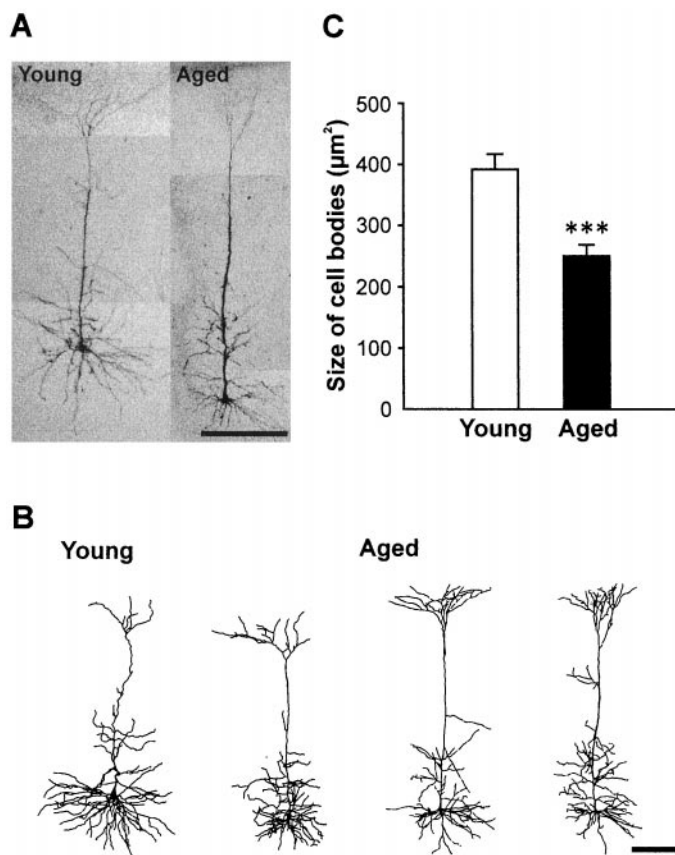 A
Young
Aged
C
Size of cell bodies (µm²)
500
400
300
200
100
0
***
Young
Aged
B
Young
Aged